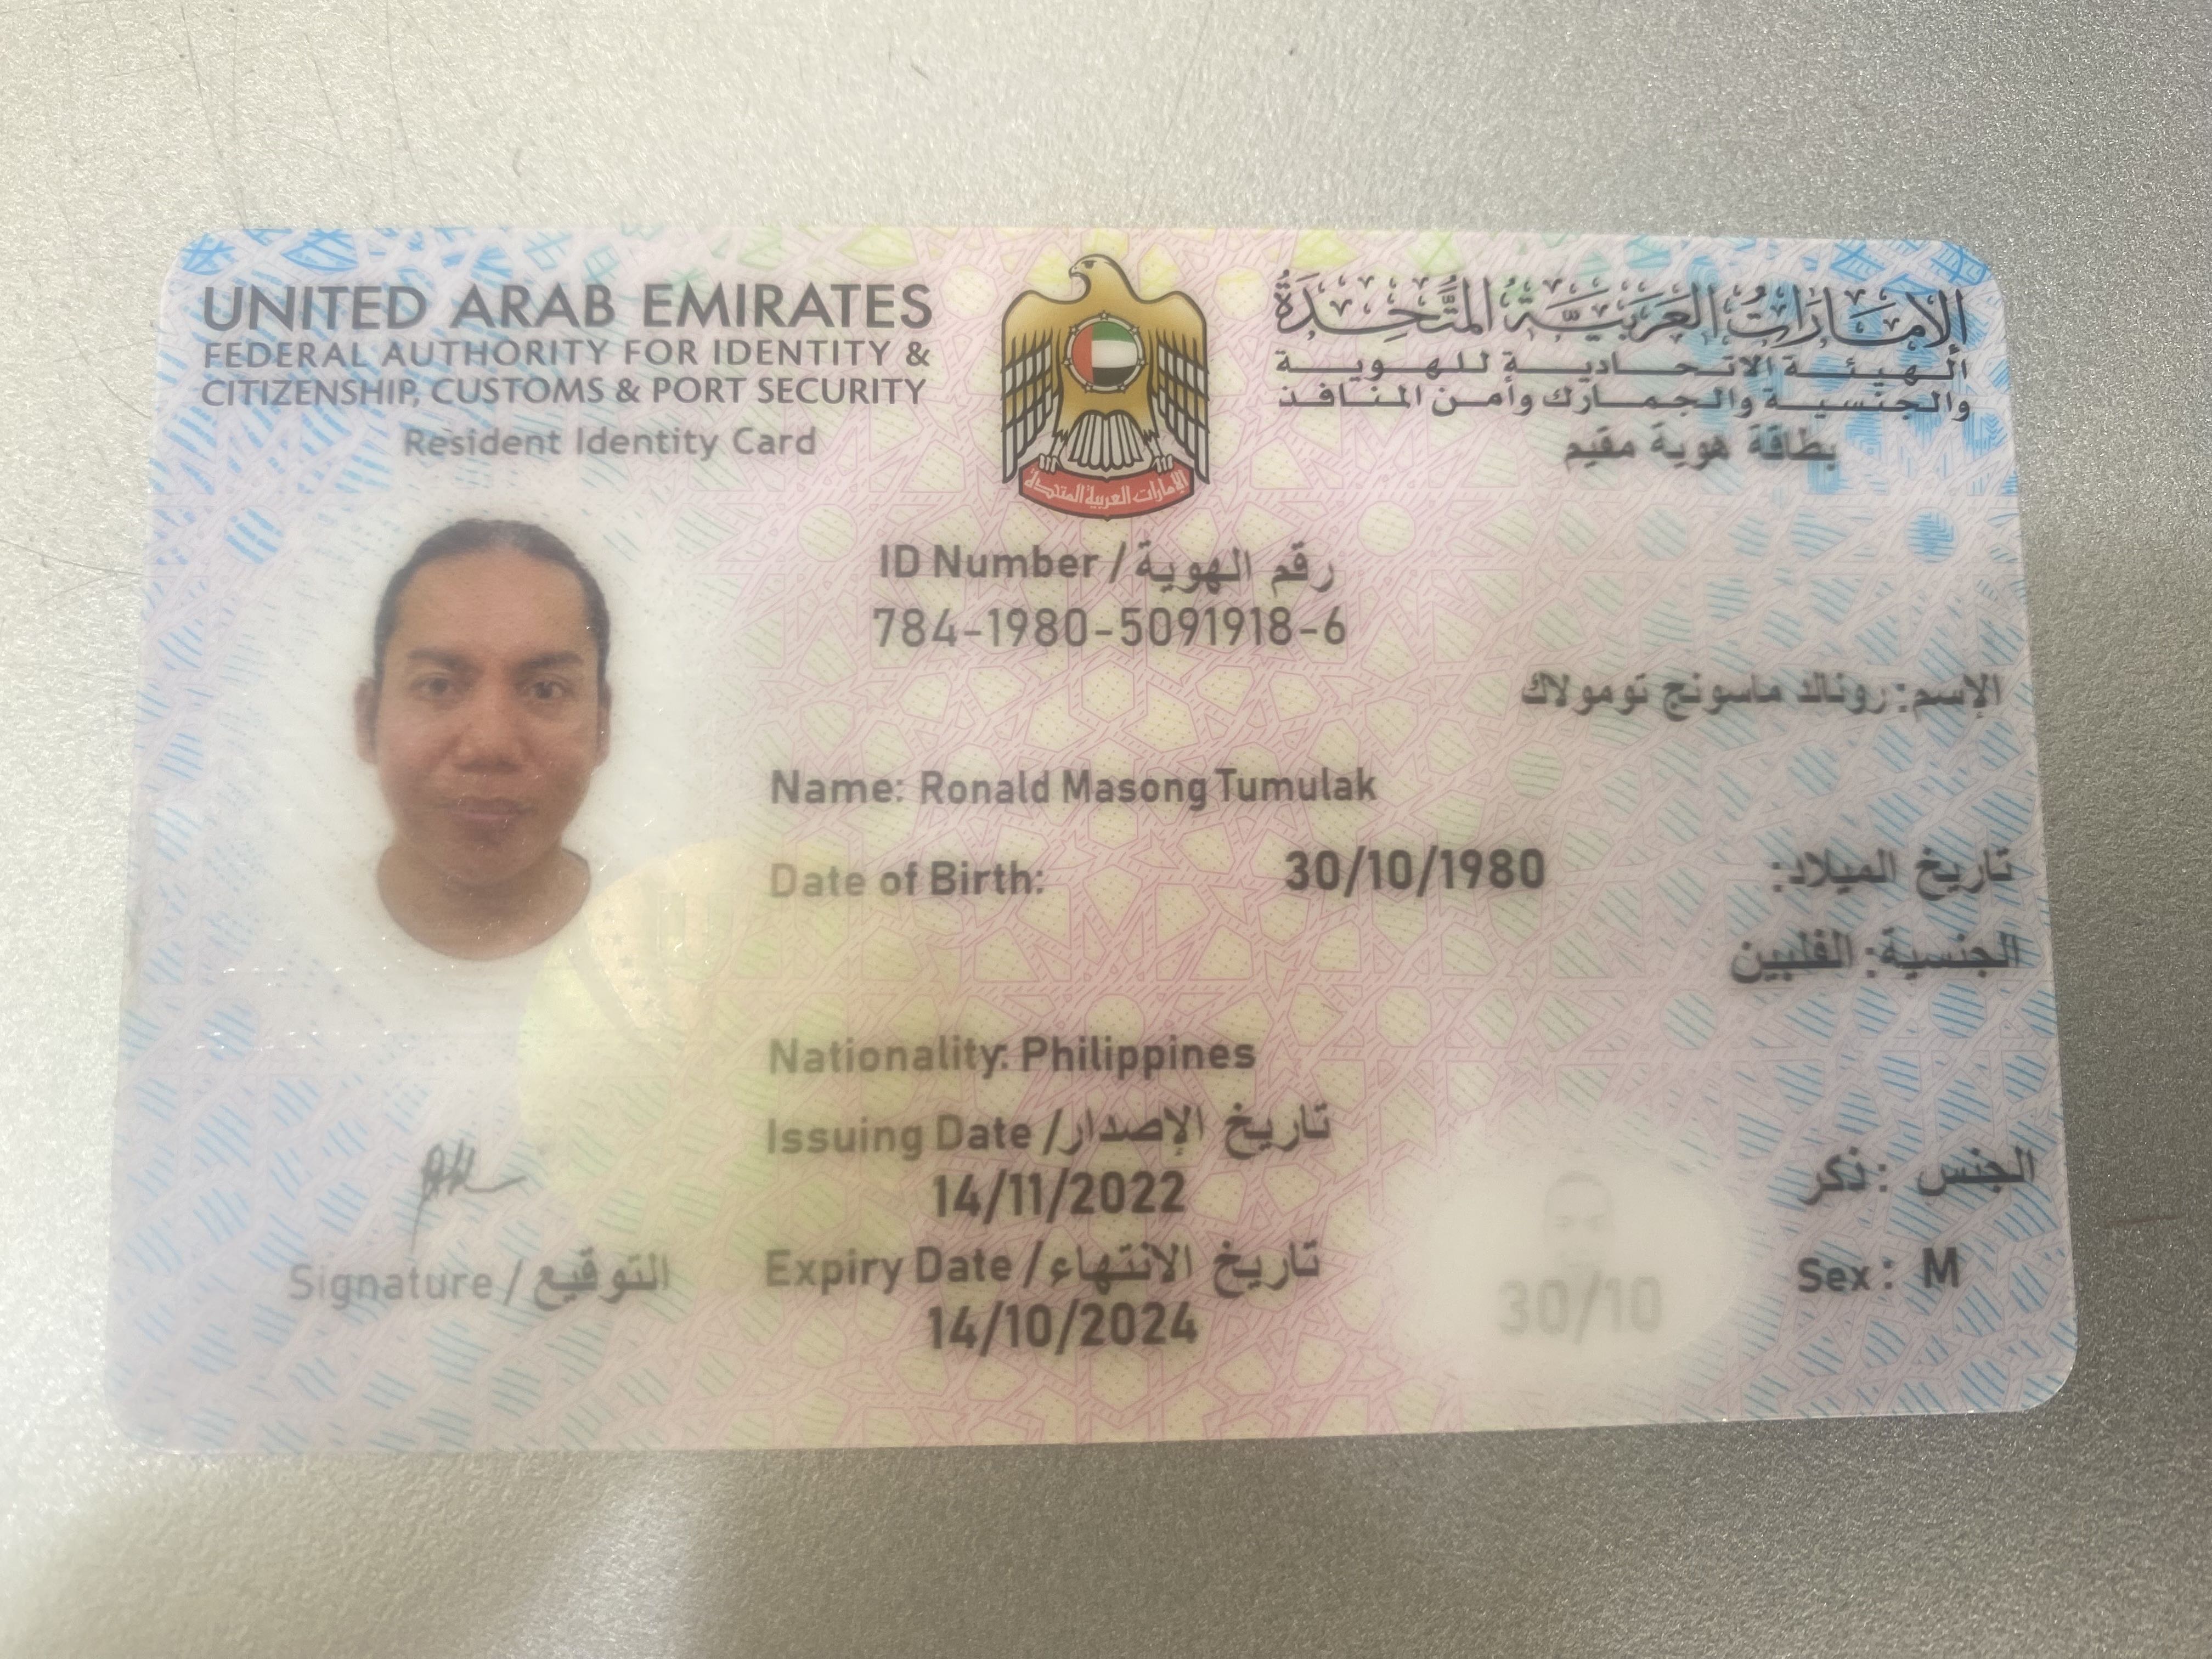 UNITED ARAB EMIRATES
FEDERAL AUTHORITY FOR IDENTITY &
CITIZENSHIP, CUSTOMS & PORT SECURITY
Resident Identity Card
الإمارات العربية المتحدة
الهيئة الاتحادية للهوية
والجنسية والجمارك وأمن المنافذ
بطاقة هوية مقيم
الإمارات العربية المتحدة
ID Number / رقم الهوية
784-1980-5091918-6
الإسم: رونالد ماسونج تومولاك
Name: Ronald Masong Tumulak
Date of Birth: 30/10/1980 تاريخ الميلاد:
الجنسية: الفلبين
Nationality: Philippines
Issuing Date / تاريخ الإصدار
14/11/2022
Expiry Date / تاريخ الانتهاء
14/10/2024
الجنس: ذكر
Sex: M
30/10
Signature / التوقيع